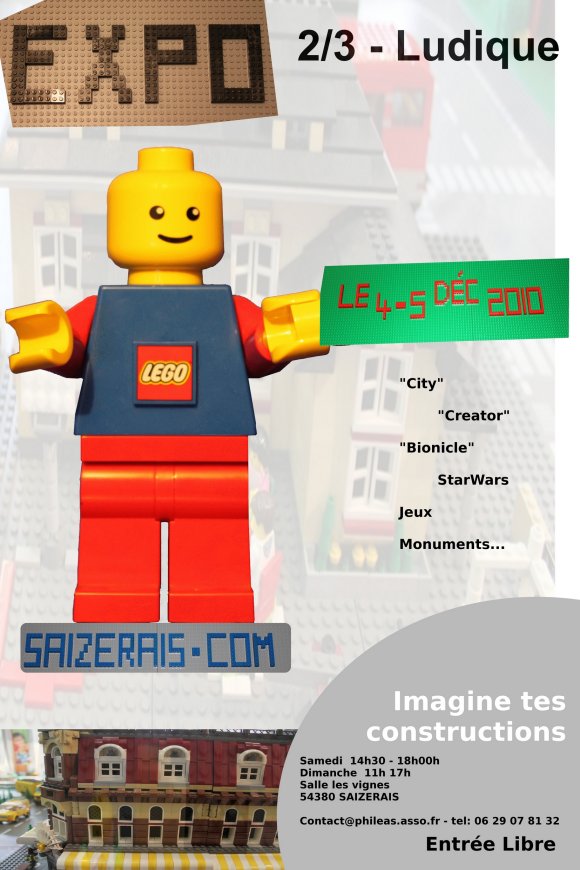 EXPO
2/3 - Ludique
LE 4-5 DÉC 2010
LEGO
"City"
"Creator"
"Bionicle"
StarWars
Jeux
Monuments...
SAIZERAIS·COM
Imagine tes
constructions
Samedi 14h30 - 18h00h
Dimanche 11h 17h
Salle les vignes
54380 SAIZERAIS
Contact@phileas.asso.fr - tel: 06 29 07 81 32
Entrée Libre